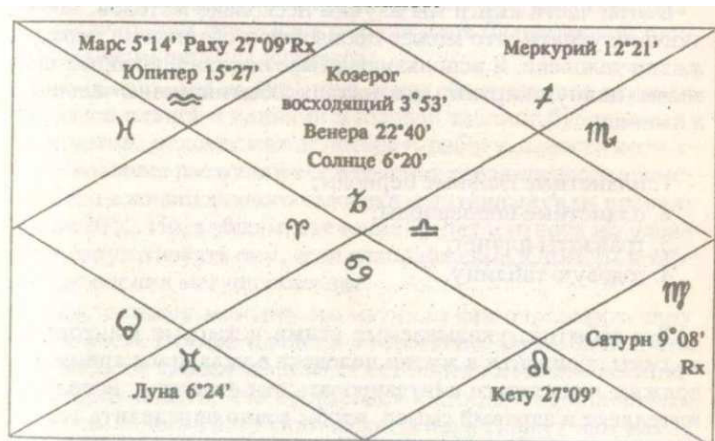 Марс 5°14' Раху 27°09'Rx
Юпитер 15°27'
♒
Козерог
восходящий 3°53'
Венера 22°40'
Солнце 6°20'
Меркурий 12°21'
♐
♓
♏
♑
♈ ♎
♋
♍
Сатурн 9°08'
Rx
♉
♊
Луна 6°24'
♌
Кету 27°09'